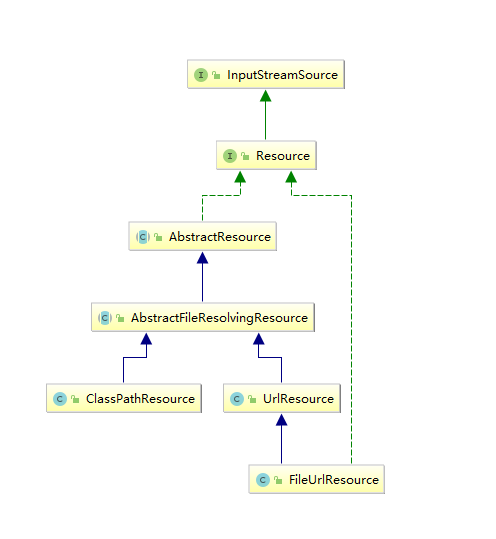 I InputStreamSource
I Resource
C AbstractResource
C AbstractFileResolvingResource
C ClassPathResource
C UrlResource
C FileUrlResource